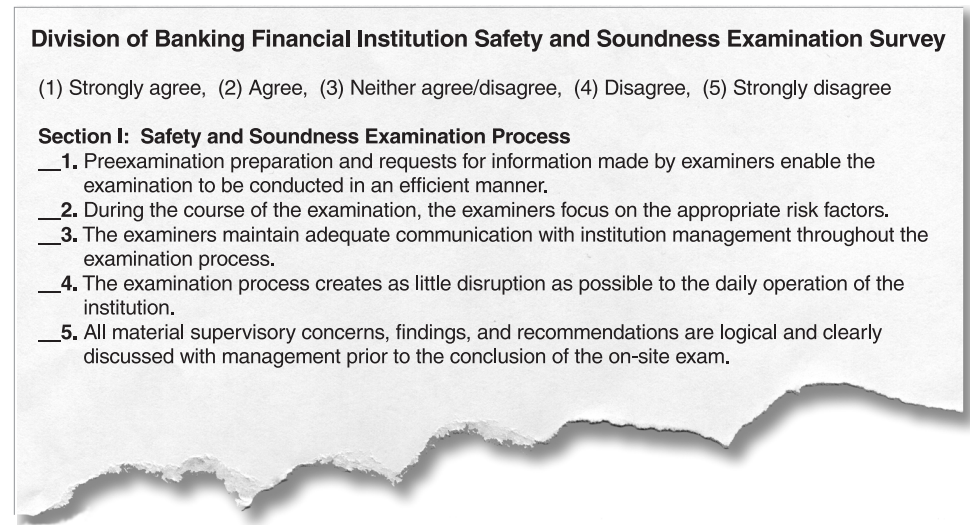 Division of Banking Financial Institution Safety and Soundness Examination Survey
(1) Strongly agree, (2) Agree, (3) Neither agree/disagree, (4) Disagree, (5) Strongly disagree
Section I: Safety and Soundness Examination Process
__1. Preexamination preparation and requests for information made by examiners enable the
examination to be conducted in an efficient manner.
__2. During the course of the examination, the examiners focus on the appropriate risk factors.
__3. The examiners maintain adequate communication with institution management throughout the
examination process.
__4. The examination process creates as little disruption as possible to the daily operation of the
institution.
__5. All material supervisory concerns, findings, and recommendations are logical and clearly
discussed with management prior to the conclusion of the on-site exam.